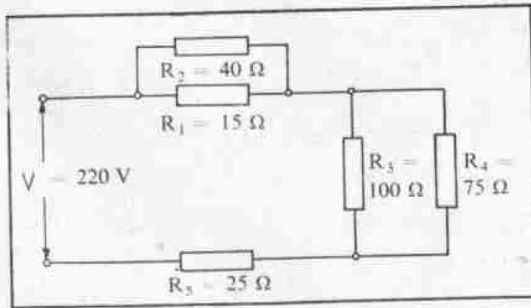 R₂ = 40 Ω
R₁ = 15 Ω
V = 220 V
R₃ =
100 Ω
R₄ =
75 Ω
R₅ = 25 Ω